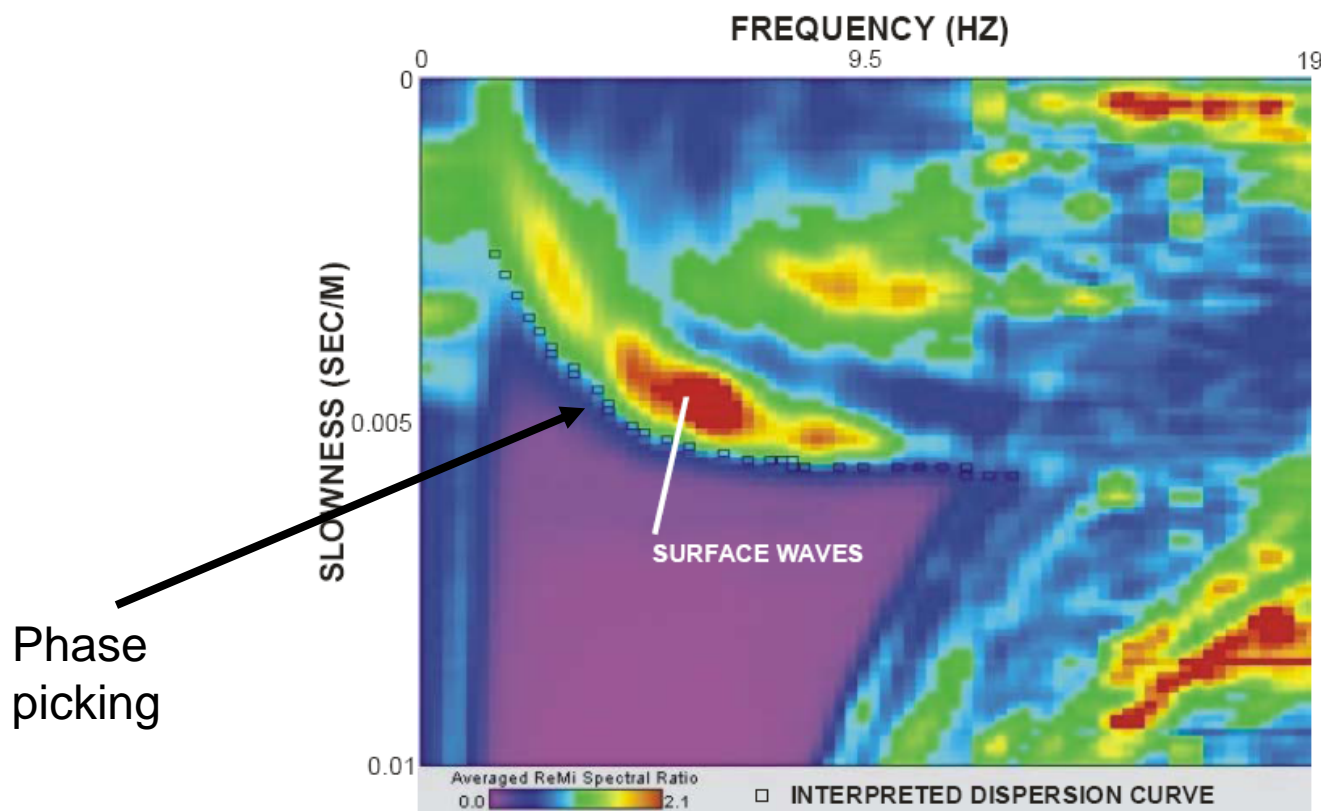 FREQUENCY (HZ)
0 9.5 19
0
SLOWNESS (SEC/M)
0.005
SURFACE WAVES
Phase
picking
0.01
Averaged ReMi Spectral Ratio
0.0 2.1
INTERPRETED DISPERSION CURVE